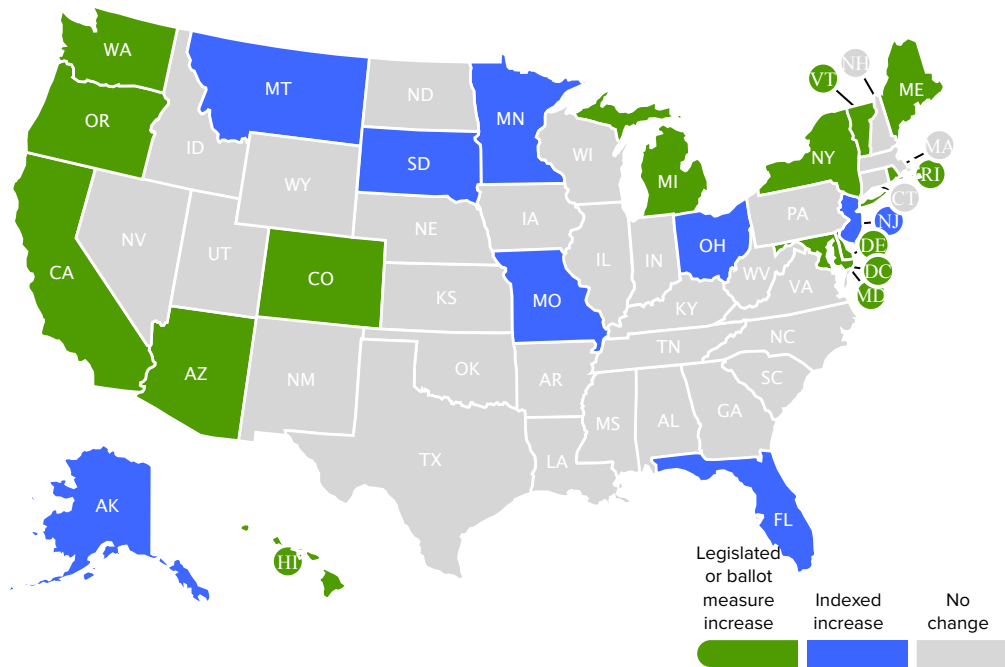 WA
MT
ND
MN
VT
NH
ME
OR
ID
SD
WI
MI
NY
MA
RI
WY
CT
CA
NV
UT
CO
NE
IA
IL
IN
OH
PA
NJ
DE
DC
MD
WV
VA
KS
MO
KY
AZ
NM
OK
AR
TN
NC
SC
TX
LA
MS
AL
GA
AK
HI
FL
Legislated
or ballot
measure
increase
Indexed
increase
No
change